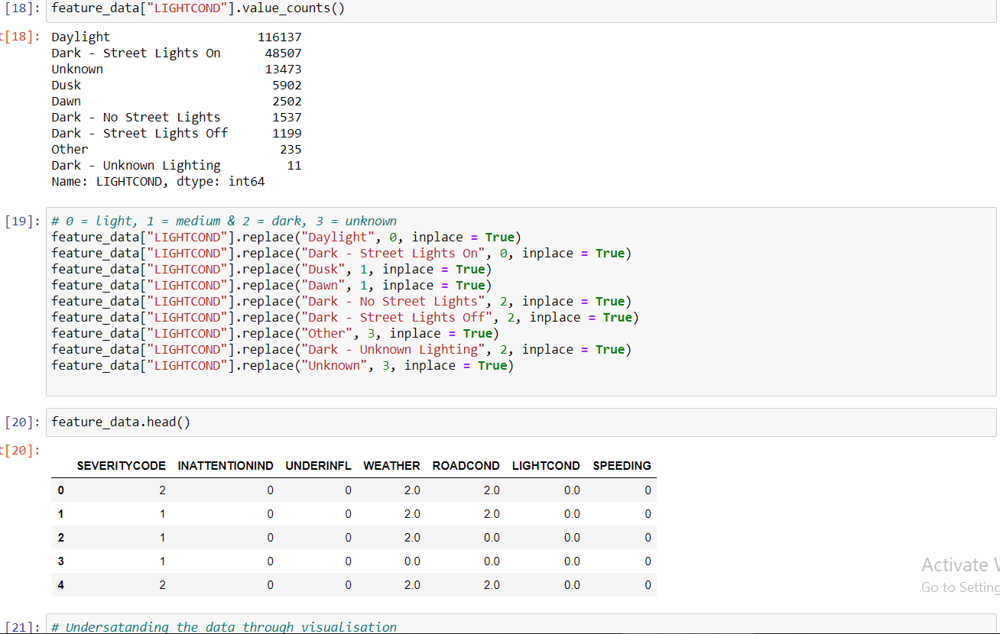 [18]: feature_data["LIGHTCOND"].value_counts()
t[18]: Daylight 116137
Dark - Street Lights On 48507
Unknown 13473
Dusk 5902
Dawn 2502
Dark - No Street Lights 1537
Dark - Street Lights Off 1199
Other 235
Dark - Unknown Lighting 11
Name: LIGHTCOND, dtype: int64
[19]: # 0 = light, 1 = medium & 2 = dark, 3 = unknown
feature_data["LIGHTCOND"].replace("Daylight", 0, inplace = True)
feature_data["LIGHTCOND"].replace("Dark - Street Lights On", 0, inplace = True)
feature_data["LIGHTCOND"].replace("Dusk", 1, inplace = True)
feature_data["LIGHTCOND"].replace("Dawn", 1, inplace = True)
feature_data["LIGHTCOND"].replace("Dark - No Street Lights", 2, inplace = True)
feature_data["LIGHTCOND"].replace("Dark - Street Lights Off", 2, inplace = True)
feature_data["LIGHTCOND"].replace("Other", 3, inplace = True)
feature_data["LIGHTCOND"].replace("Dark - Unknown Lighting", 2, inplace = True)
feature_data["LIGHTCOND"].replace("Unknown", 3, inplace = True)
[20]: feature_data.head()
t[20]:
SEVERITYCODE INATTENTIONIND UNDERINFL WEATHER ROADCOND LIGHTCOND SPEEDING
0 2 0 0 2.0 2.0 0.0 0
1 1 0 0 2.0 2.0 0.0 0
2 1 0 0 2.0 0.0 0.0 0
3 1 0 0 0.0 0.0 0.0 0
4 2 0 0 2.0 2.0 0.0 0
Activate W
Go to Setting
[21]: # Undersatanding the data through visualisation